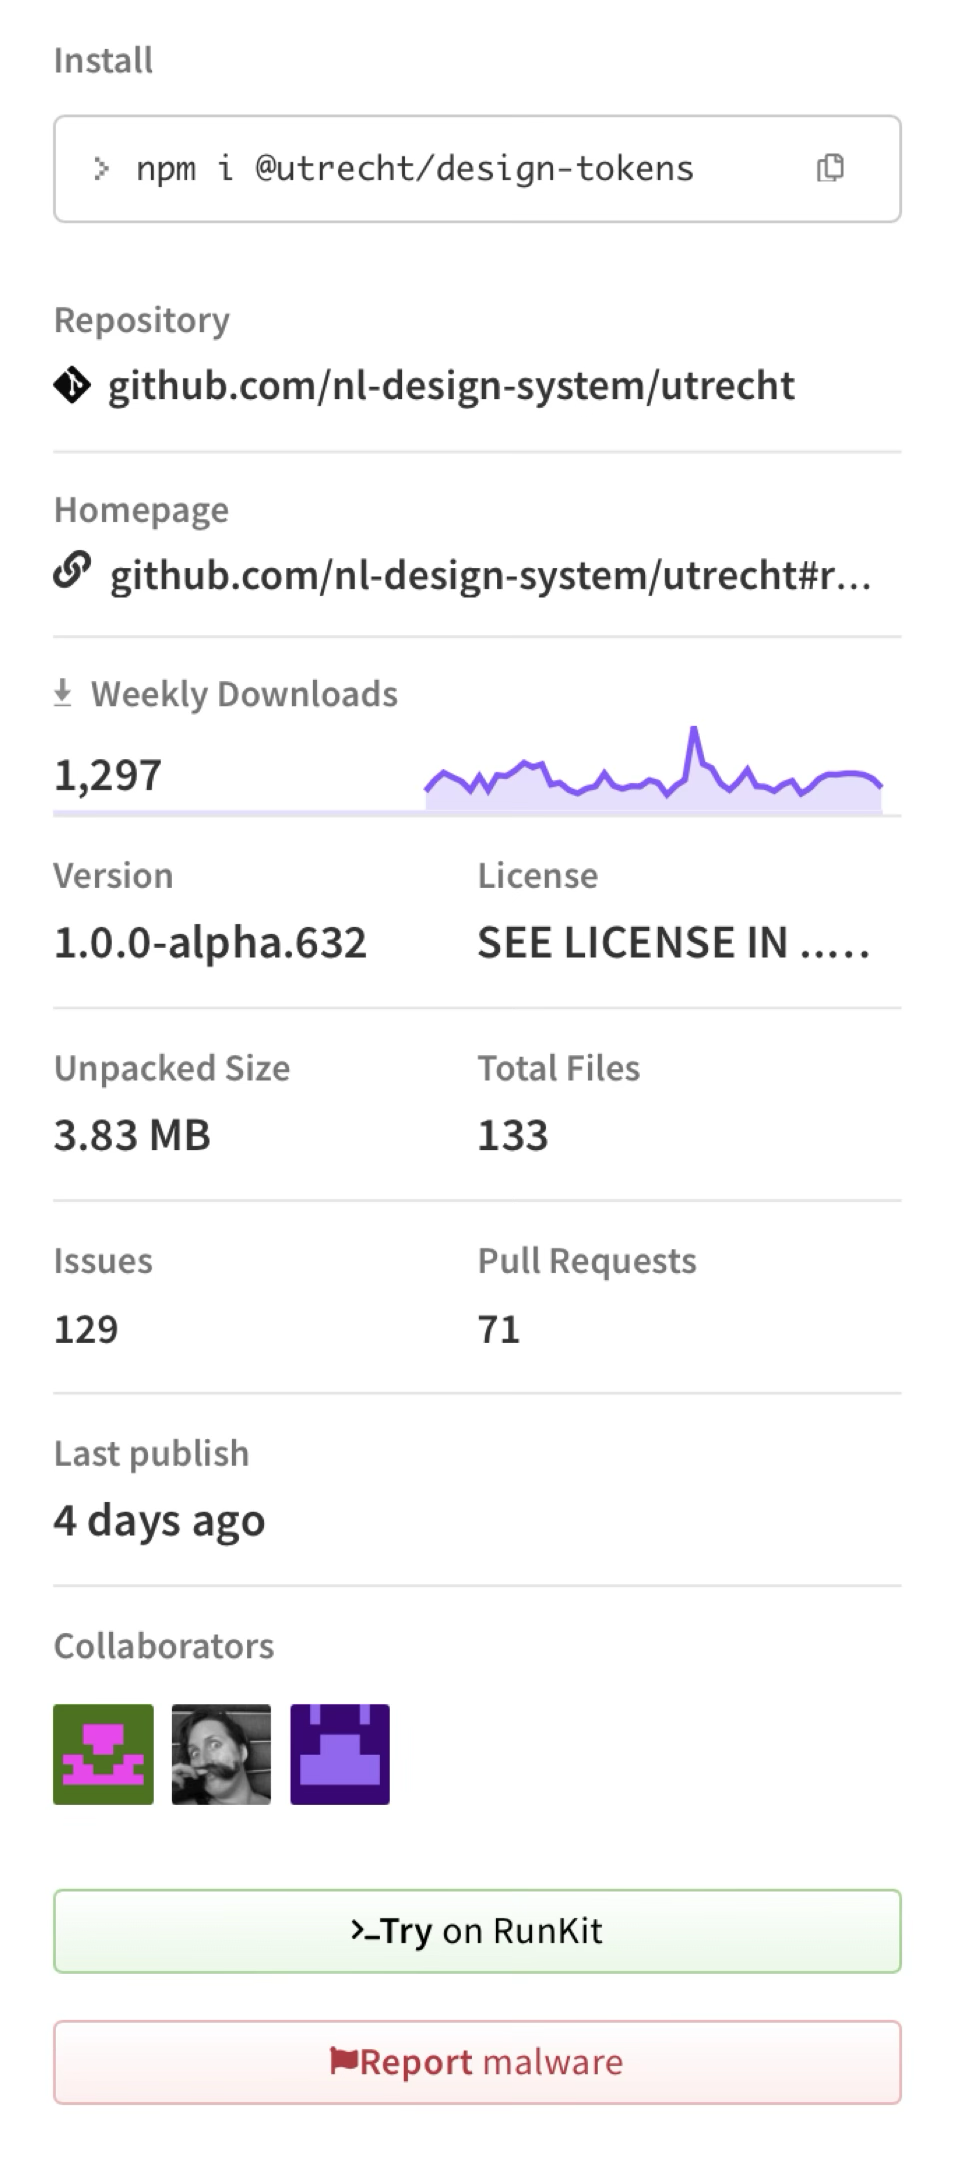 Install
> npm i @utrecht/design-tokens
Repository
github.com/nl-design-system/utrecht
Homepage
github.com/nl-design-system/utrecht#r...
Weekly Downloads
1,297
Version License
1.0.0-alpha.632 SEE LICENSE IN .....
Unpacked Size Total Files
3.83 MB 133
Issues Pull Requests
129 71
Last publish
4 days ago
Collaborators
>_Try on RunKit
Report malware